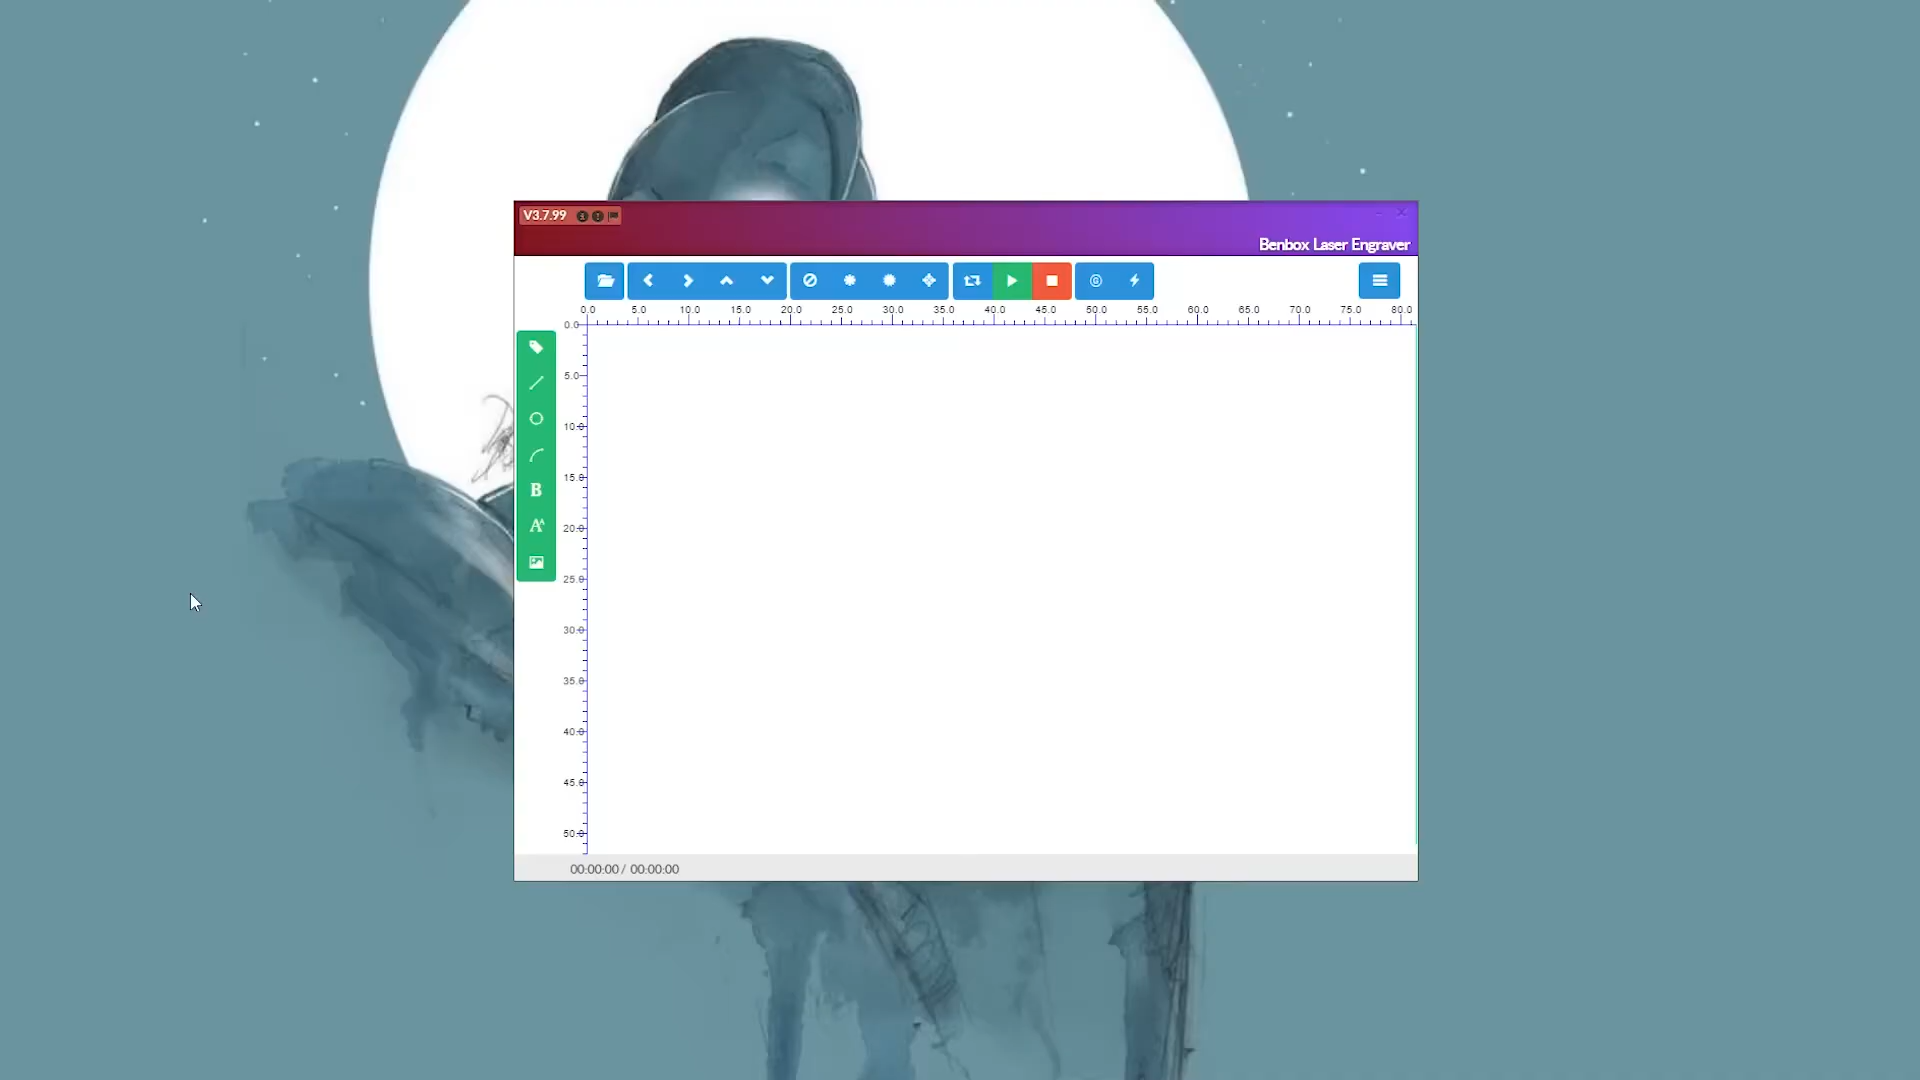 V3.7.99
Benbox Laser Engraver
0.0 5.0 10.0 15.0 20.0 25.0 30.0 35.0 40.0 45.0 50.0 55.0 60.0 65.0 70.0 75.0 80.0
0.0
5.0
10.0
15.0
20.0
25.0
30.0
35.0
40.0
45.0
50.0
B
AA
00:00:00 / 00:00:00